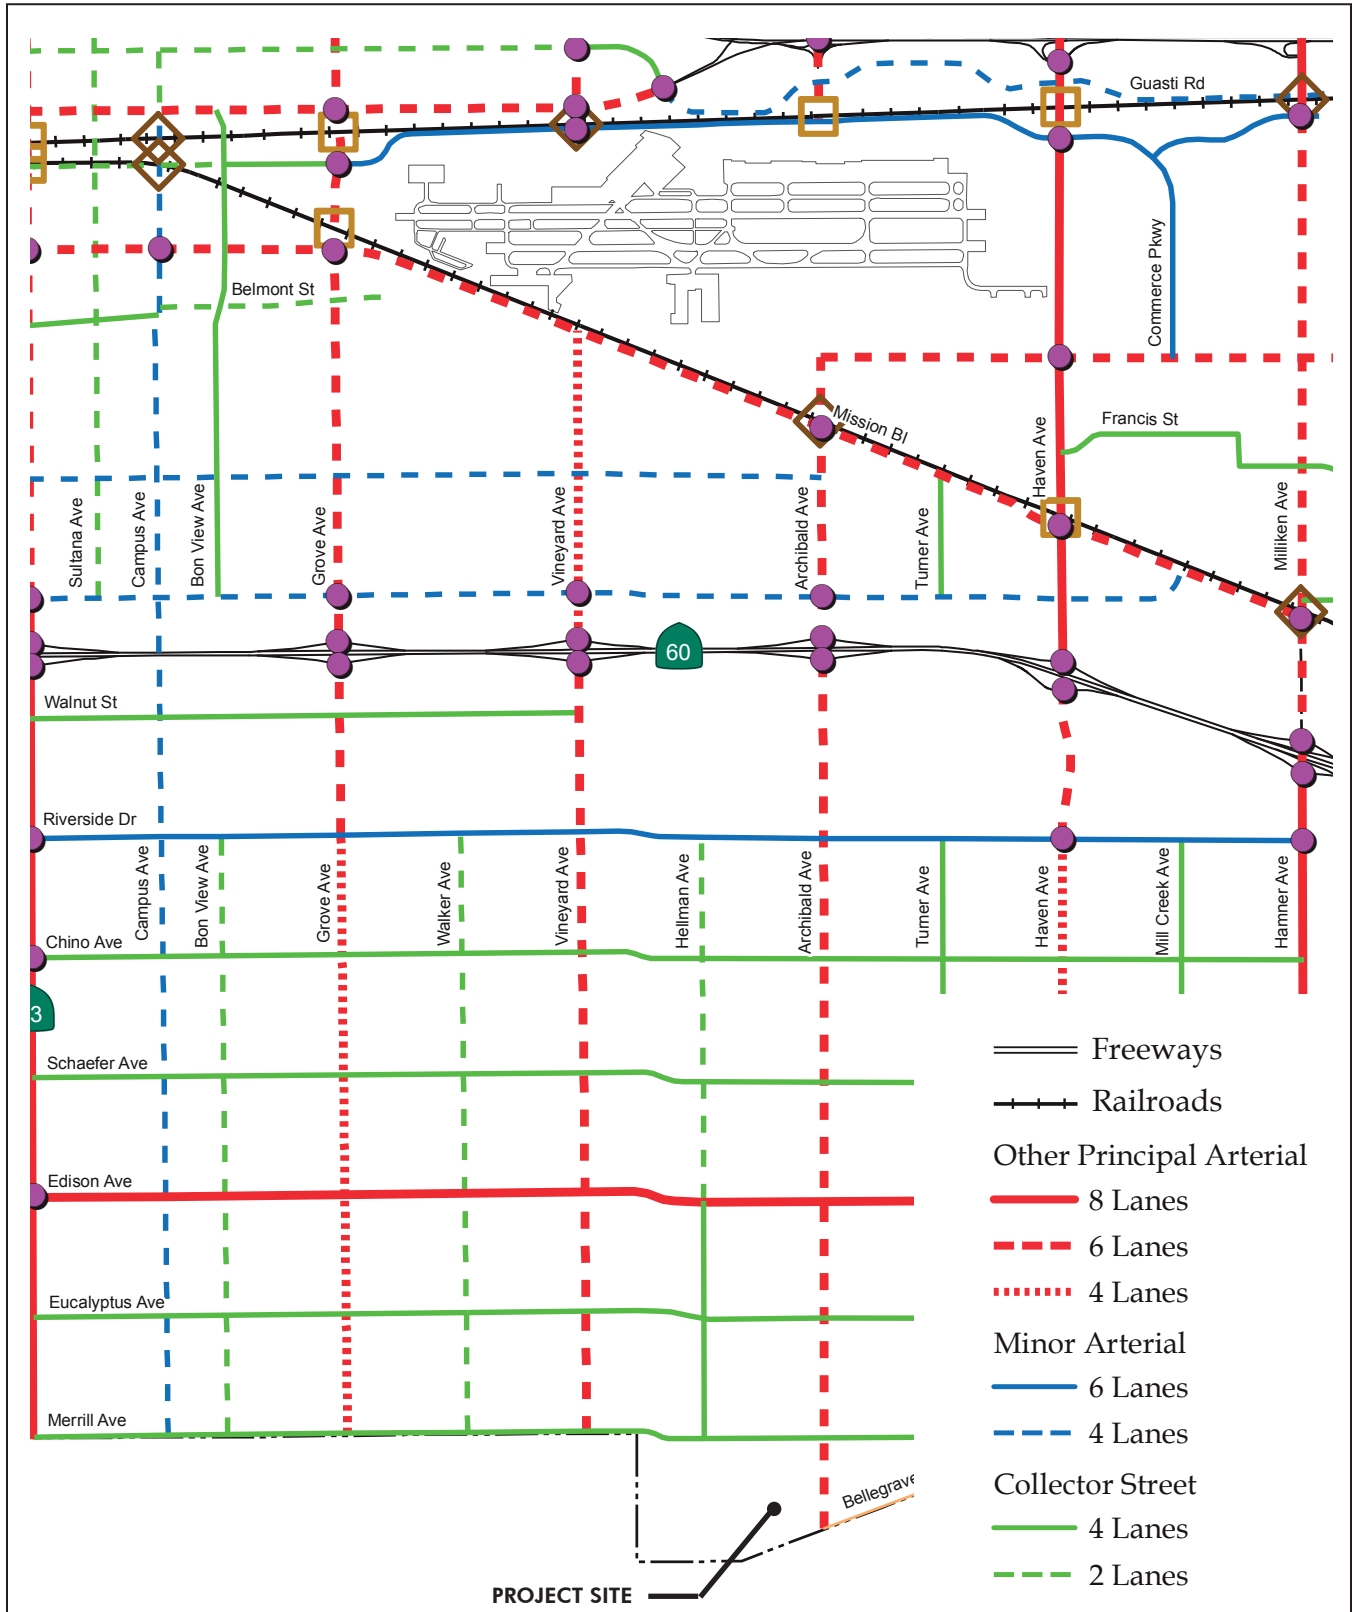 Guasti Rd
Commerce Pkwy
Belmont St
Mission Bl
Francis St
Haven Ave
Sultana Ave
Campus Ave
Bon View Ave
Grove Ave
Vineyard Ave
Archibald Ave
Turner Ave
Milliken Ave
60
Walnut St
Riverside Dr
Campus Ave
Bon View Ave
Grove Ave
Walker Ave
Vineyard Ave
Hellman Ave
Archibald Ave
Turner Ave
Haven Ave
Mill Creek Ave
Hamner Ave
Chino Ave
3
Schaefer Ave
Edison Ave
Eucalyptus Ave
Merrill Ave
Bellegrave
PROJECT SITE
Freeways
Railroads
Other Principal Arterial
8 Lanes
6 Lanes
4 Lanes
Minor Arterial
6 Lanes
4 Lanes
Collector Street
4 Lanes
2 Lanes